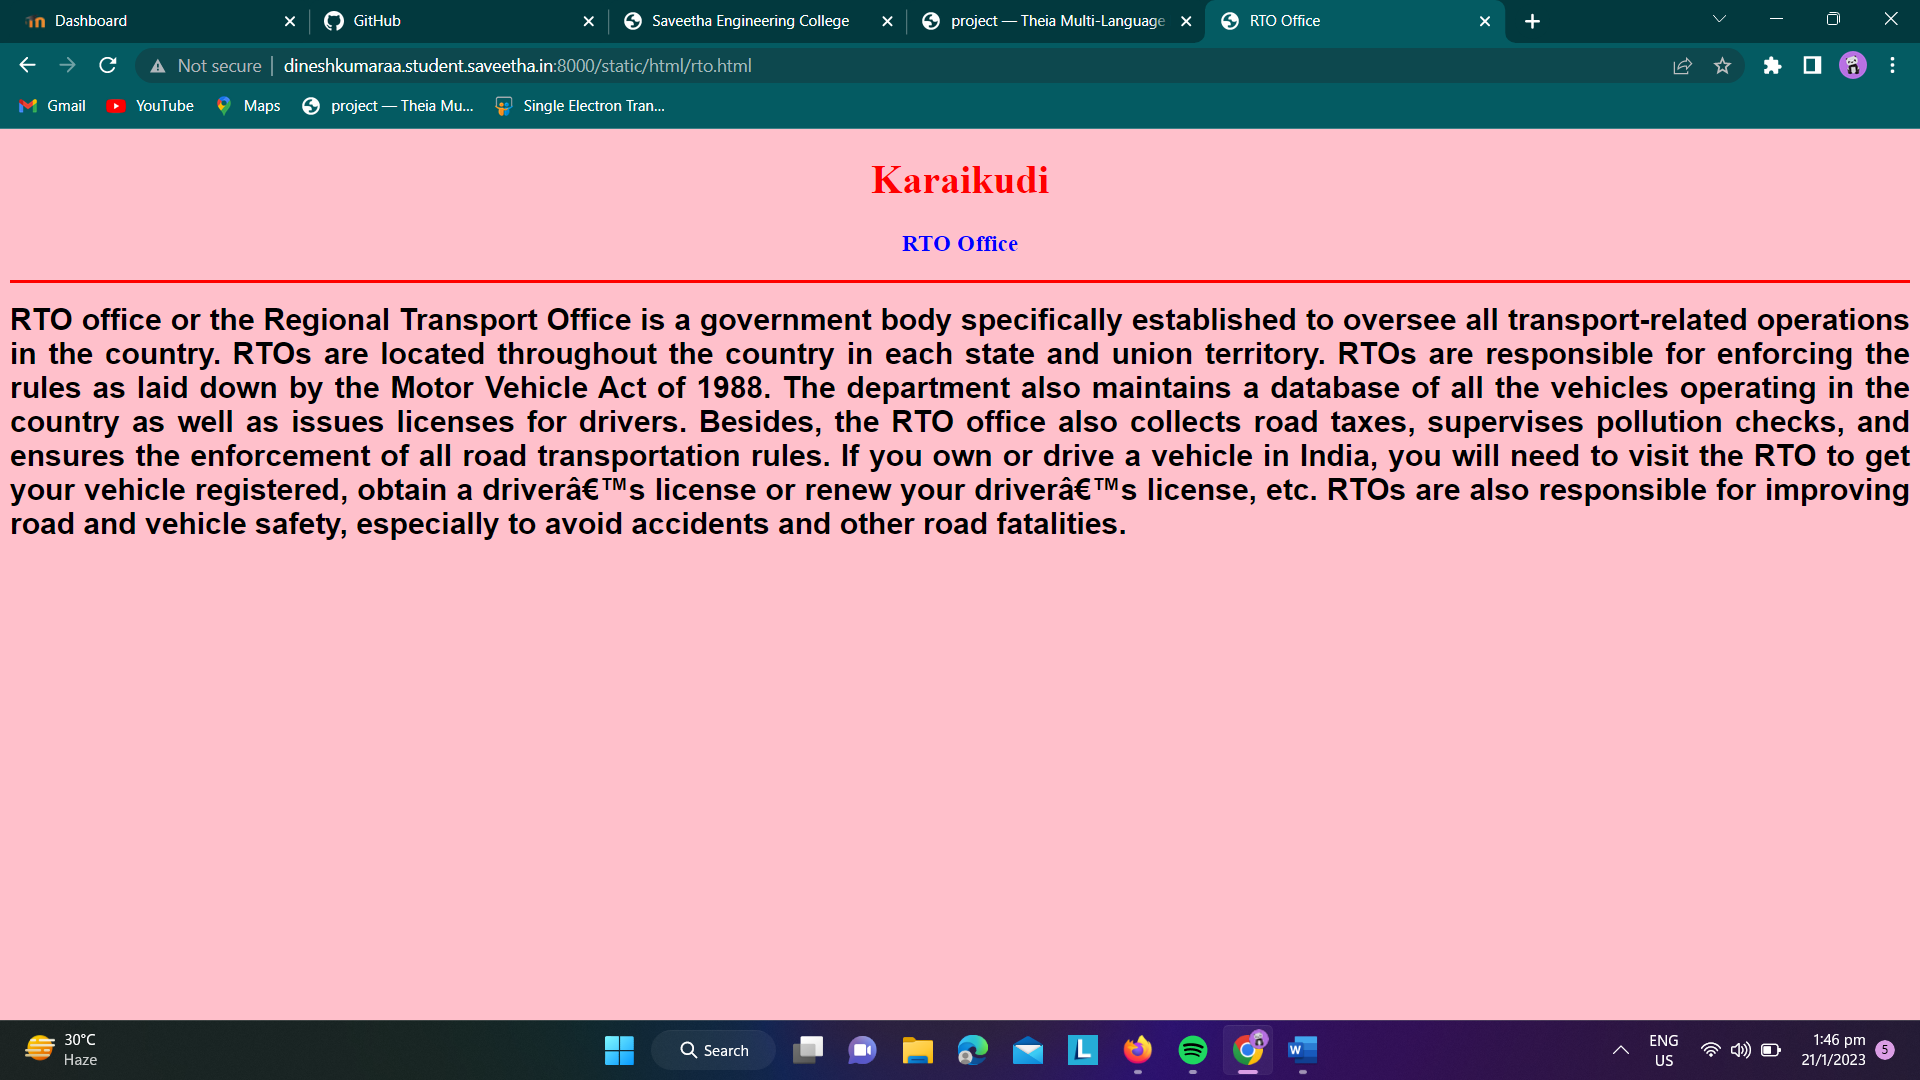 Dashboard
GitHub
Saveetha Engineering College
project — Theia Multi-Language
RTO Office
Not secure
dineshkumaraa.student.saveetha.in:8000/static/html/rto.html
Gmail
YouTube
Maps
project — Theia Mu...
Single Electron Tran...
Karaikudi
RTO Office
RTO office or the Regional Transport Office is a government body specifically established to oversee all transport-related operations
in the country. RTOs are located throughout the country in each state and union territory. RTOs are responsible for enforcing the
rules as laid down by the Motor Vehicle Act of 1988. The department also maintains a database of all the vehicles operating in the
country as well as issues licenses for drivers. Besides, the RTO office also collects road taxes, supervises pollution checks, and
ensures the enforcement of all road transportation rules. If you own or drive a vehicle in India, you will need to visit the RTO to get
your vehicle registered, obtain a driverâ€™s license or renew your driverâ€™s license, etc. RTOs are also responsible for improving
road and vehicle safety, especially to avoid accidents and other road fatalities.
30°C
Haze
Search
L
W
ENG
US
1:46 pm
21/1/2023
5